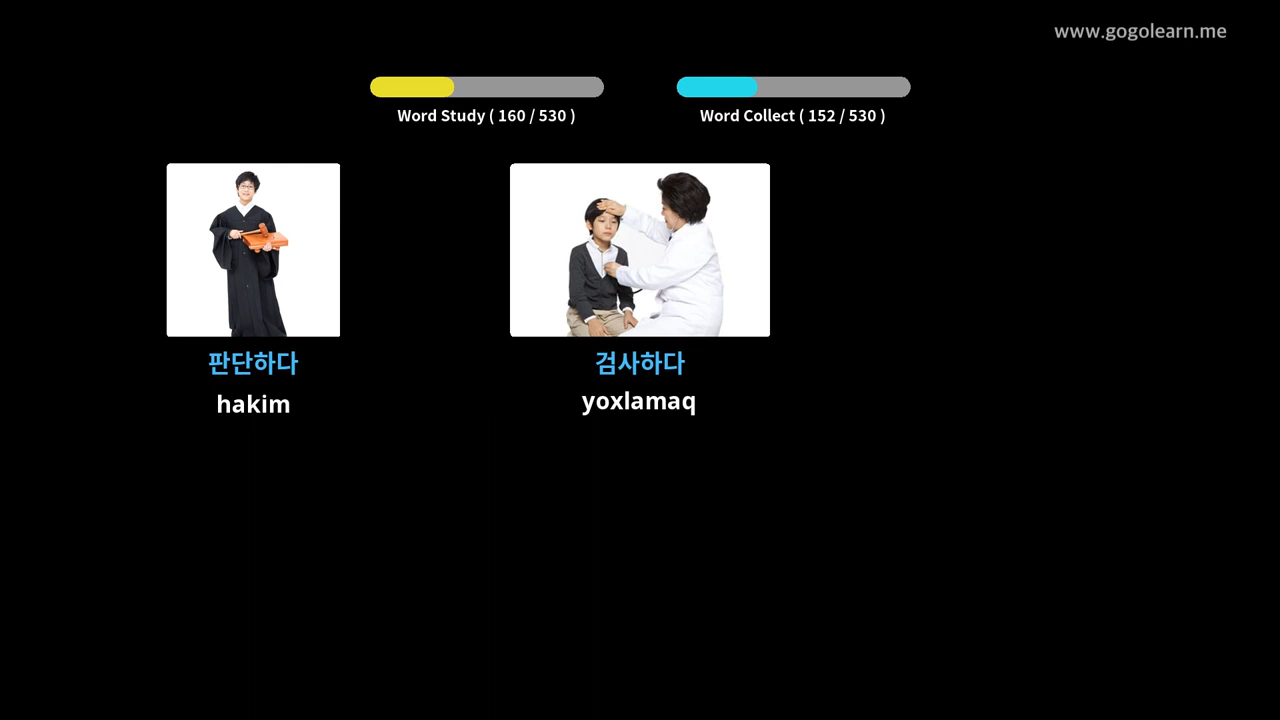 www.gogolearn.me
Word Study ( 160 / 530 )
Word Collect ( 152 / 530 )
판단하다
hakim
검사하다
yoxlamaq